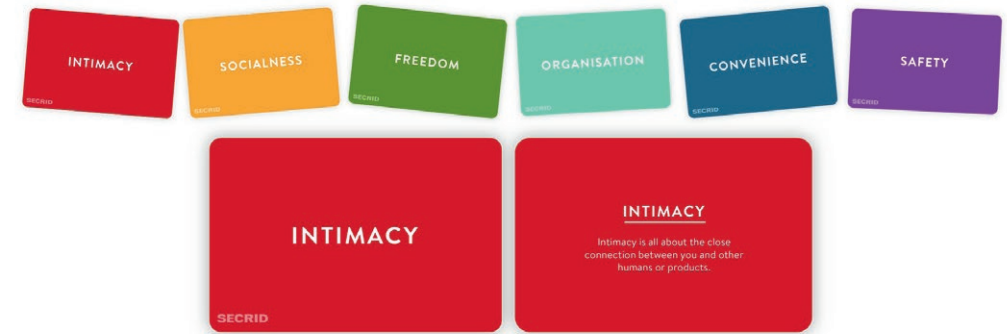 INTIMACY
SECRID
SOCIALNESS
SECRID
FREEDOM
SECRID
ORGANISATION
SECRID
CONVENIENCE
SECRID
SAFETY
SECRID
INTIMACY
SECRID
INTIMACY
Intimacy is all about the close
connection between you and other
humans or products.